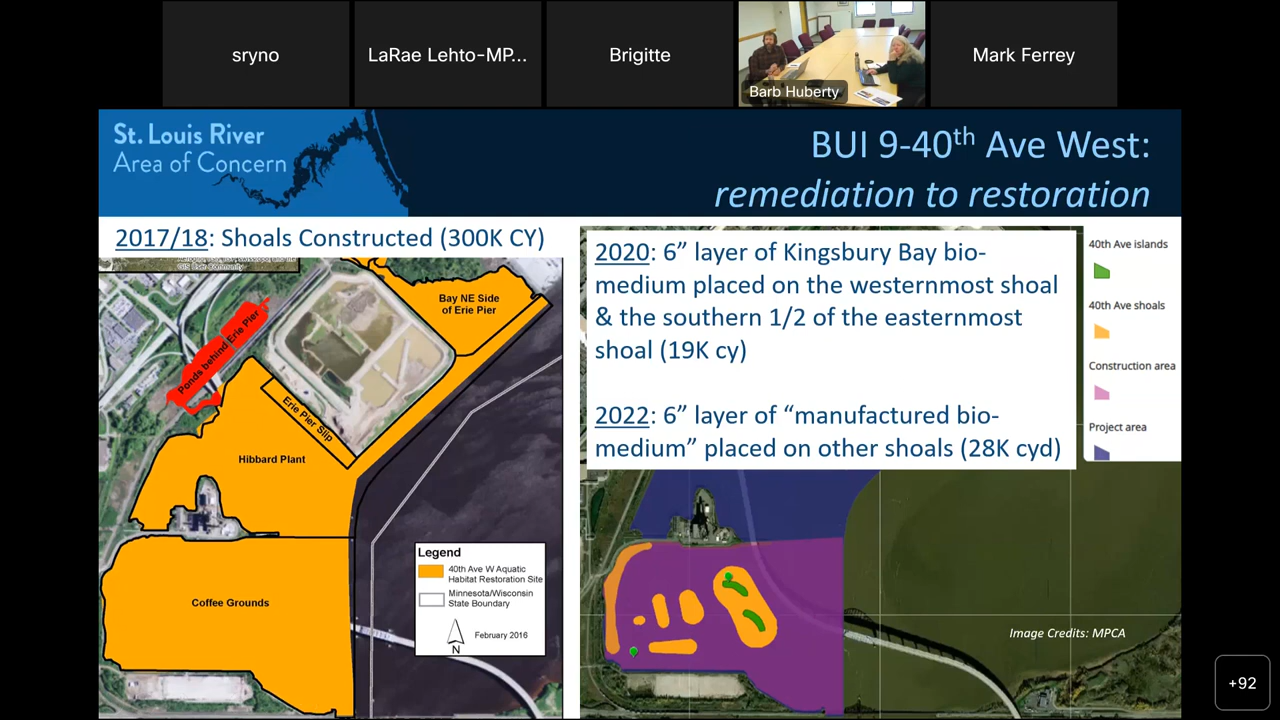 sryno
LaRae Lehto-MP...
Brigitte
Barb Huberty
Mark Ferrey
St. Louis River
Area of Concern
BUI 9-40th Ave West:
remediation to restoration
2017/18: Shoals Constructed (300K CY)
GIS User Community
Bay NE Side
of Erie Pier
Ponds behind Erie Pier
Erie Pier Slip
Hibbard Plant
Coffee Grounds
Legend
40th Ave W Aquatic
Habitat Restoration Site
Minnesota/Wisconsin
State Boundary
February 2016
N
2020: 6” layer of Kingsbury Bay bio-
medium placed on the westernmost shoal
& the southern 1/2 of the easternmost
shoal (19K cy)
2022: 6” layer of “manufactured bio-
medium” placed on other shoals (28K cyd)
40th Ave islands
40th Ave shoals
Construction area
Project area
Image Credits: MPCA
+92